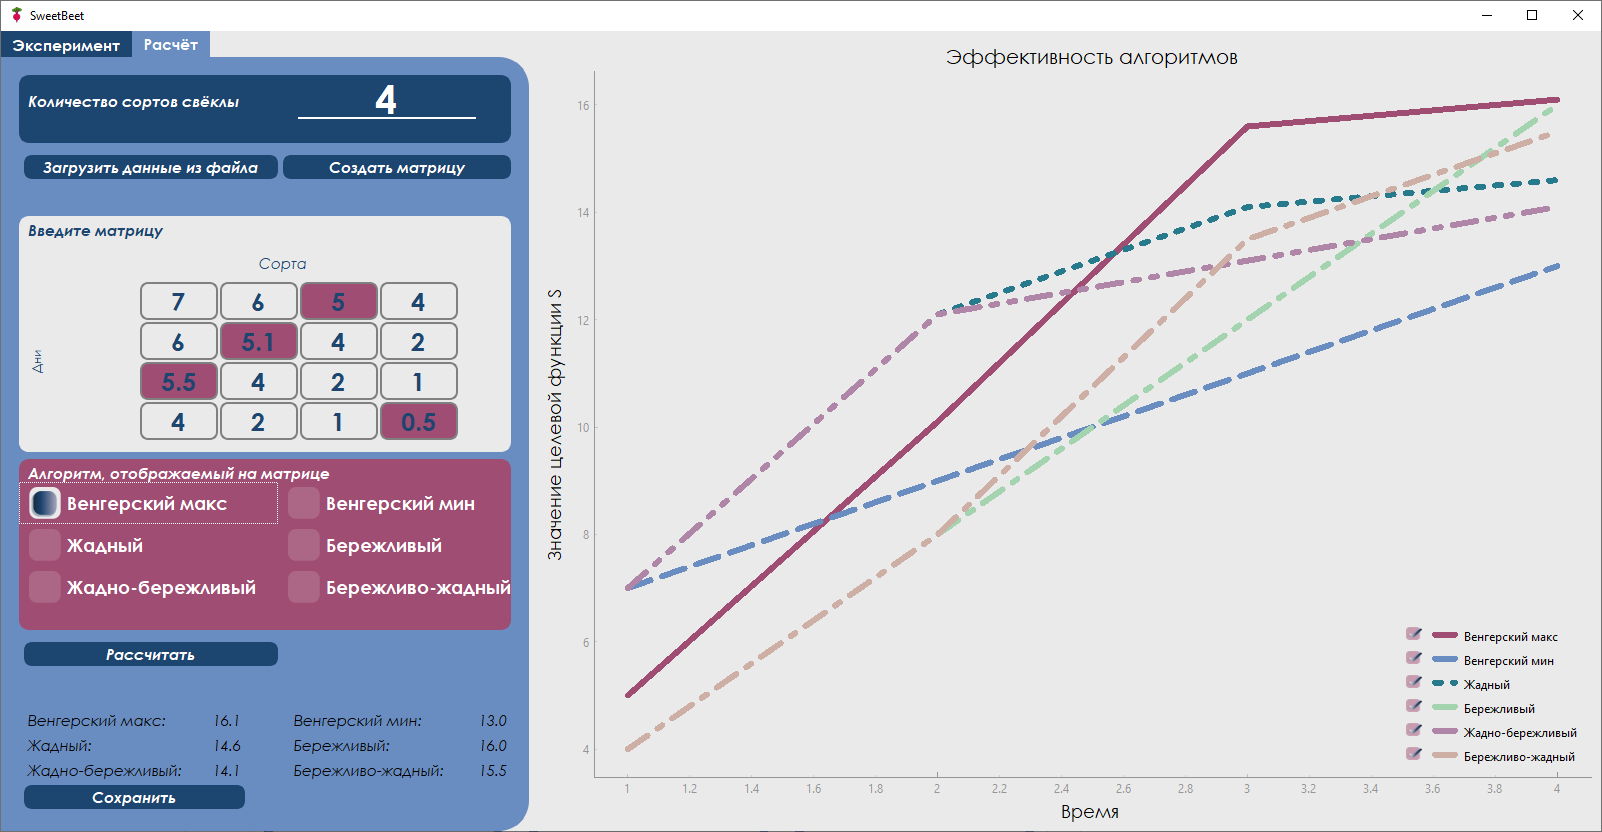 SweetBeet
Эксперимент Расчёт
Количество сортов свёклы 4
Загрузить данные из файла Создать матрицу
Введите матрицу
Сорта
Дни
7 6 5 4
6 5.1 4 2
5.5 4 2 1
4 2 1 0.5
Алгоритм, отображаемый на матрице
Венгерский макс Венгерский мин
Жадный Бережливый
Жадно-бережливый Бережливо-жадный
Рассчитать
Венгерский макс: 16.1 Венгерский мин: 13.0
Жадный: 14.6 Бережливый: 16.0
Жадно-бережливый: 14.1 Бережливо-жадный: 15.5
Сохранить
Эффективность алгоритмов
Значение целевой функции S
16
14
12
10
8
6
4
1 1.2 1.4 1.6 1.8 2 2.2 2.4 2.6 2.8 3 3.2 3.4 3.6 3.8 4
Время
Венгерский макс
Венгерский мин
Жадный
Бережливый
Жадно-бережливый
Бережливо-жадный